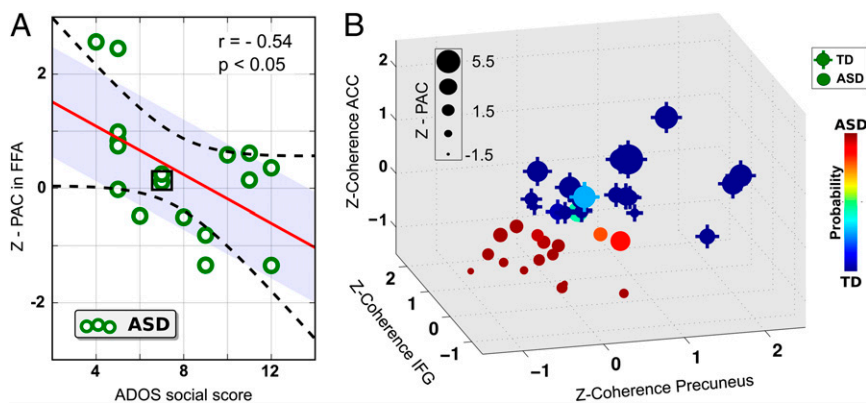 A
r = - 0.54
p < 0.05
Z - PAC in FFA
2
0
-2
4
8
10
12
ASD
ADOS social score
B
Z - PAC
5.5
1.5
-1.5
Z-Coherence ACC
2
1
0
-1
Z-Coherence IFG
2
1
0
-1
Z-Coherence Precuneus
-1
0
1
2
TD
ASD
ASD
Probability
TD